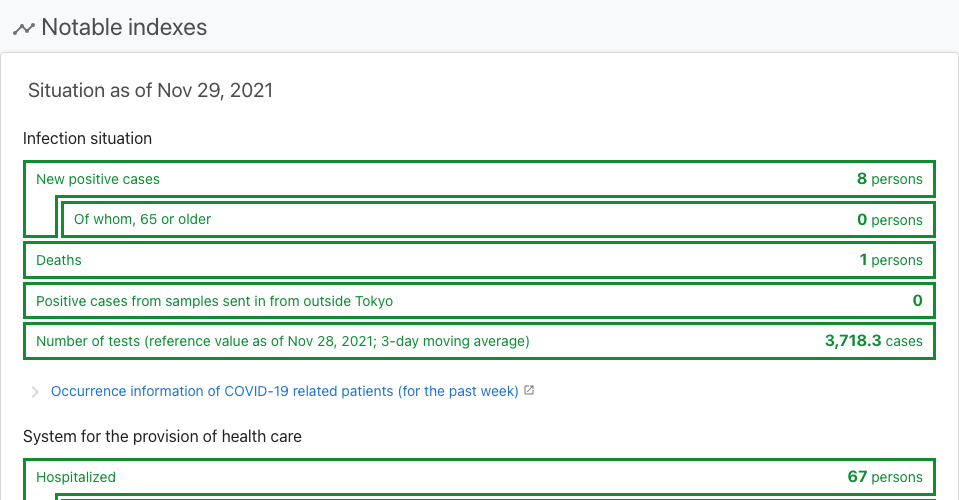 Notable indexes
Situation as of Nov 29, 2021
Infection situation
New positive cases 8 persons
Of whom, 65 or older 0 persons
Deaths 1 persons
Positive cases from samples sent in from outside Tokyo 0
Number of tests (reference value as of Nov 28, 2021; 3-day moving average) 3,718.3 cases
Occurrence information of COVID-19 related patients (for the past week)
System for the provision of health care
Hospitalized 67 persons